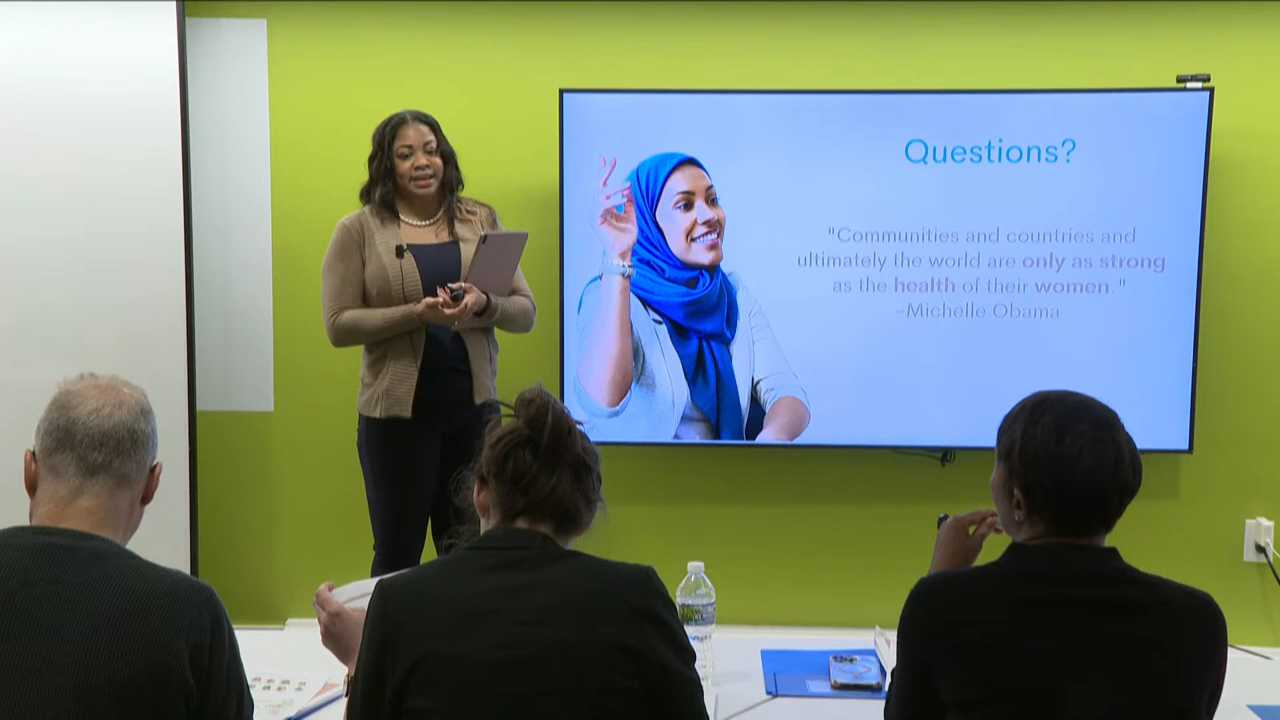 Questions?
"Communities and countries and
ultimately the world are only as strong
as the health of their women."
-Michelle Obama